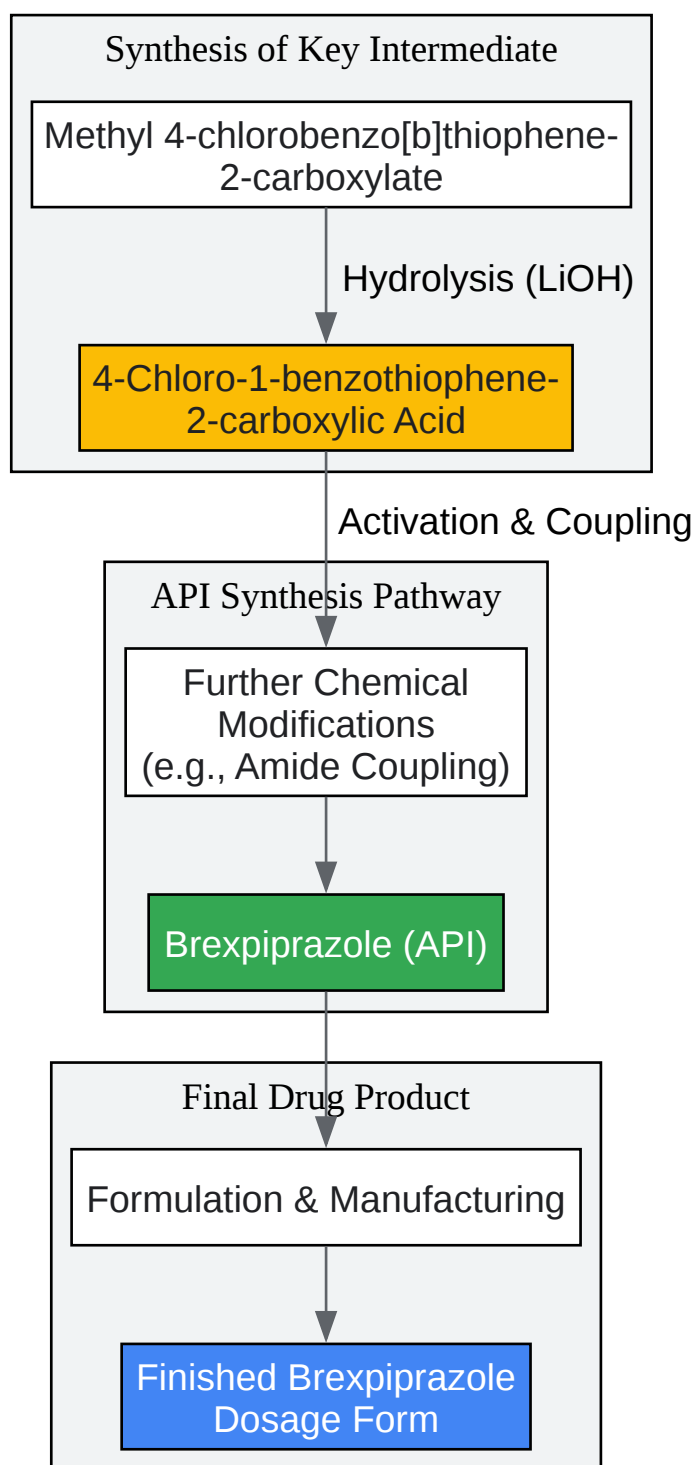 Synthesis of Key Intermediate
Methyl 4-chlorobenzo[b]thiophene-
2-carboxylate
Hydrolysis (LiOH)
4-Chloro-1-benzothiophene-
2-carboxylic Acid
Activation & Coupling
API Synthesis Pathway
Further Chemical
Modifications
(e.g., Amide Coupling)
Brexpiprazole (API)
Final Drug Product
Formulation & Manufacturing
Finished Brexpiprazole
Dosage Form